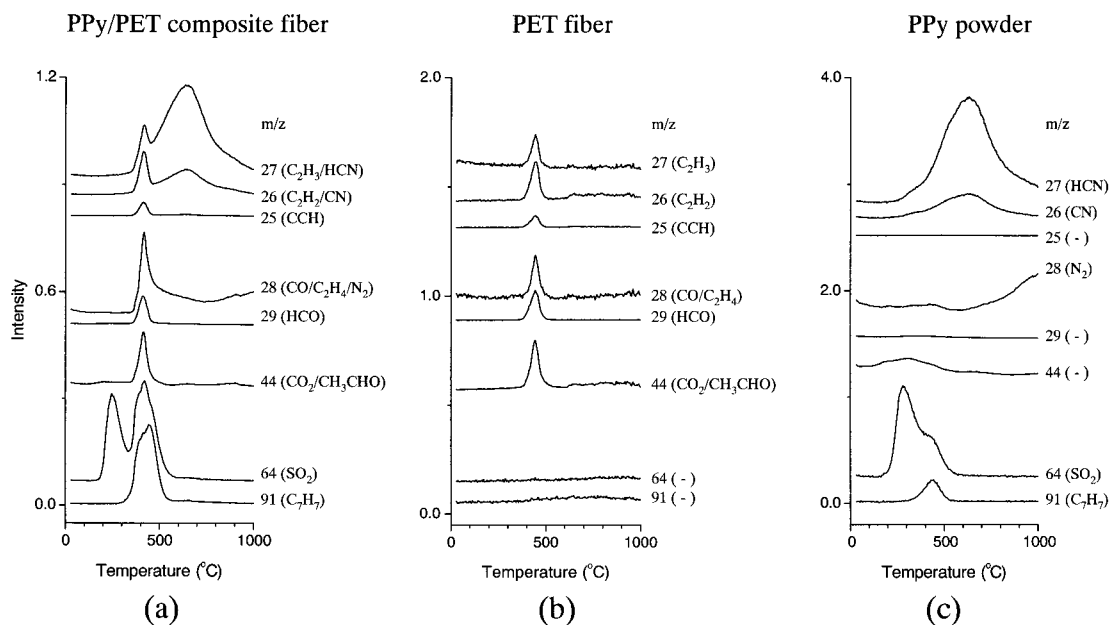 PPy/PET composite fiber
1.2
0.6
0.0
Intensity
m/z
27 (C₂H₃/HCN)
26 (C₂H₂/CN)
25 (CCH)
28 (CO/C₂H₄/N₂)
29 (HCO)
44 (CO₂/CH₃CHO)
64 (SO₂)
91 (C₇H₇)
0 500 1000
Temperature (°C)
(a)
PET fiber
2.0
1.0
0.0
m/z
27 (C₂H₃)
26 (C₂H₂)
25 (CCH)
28 (CO/C₂H₄)
29 (HCO)
44 (CO₂/CH₃CHO)
64 ( - )
91 ( - )
0 500 1000
Temperature (°C)
(b)
PPy powder
4.0
2.0
0.0
m/z
27 (HCN)
26 (CN)
25 ( - )
28 (N₂)
29 ( - )
44 ( - )
64 (SO₂)
91 (C₇H₇)
0 500 1000
Temperature (°C)
(c)